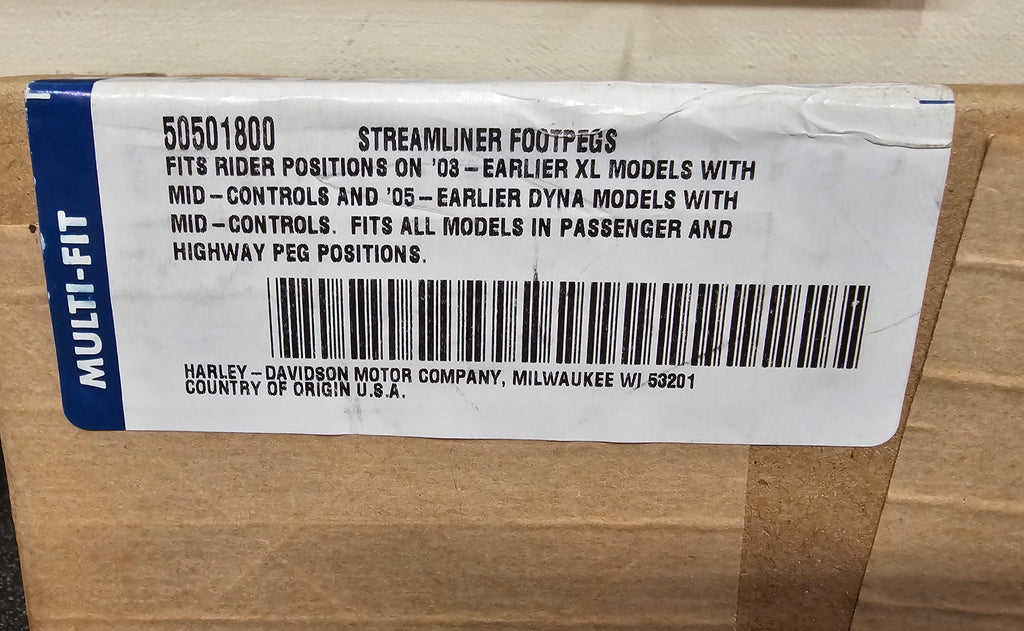 50501800 STREAMLINER FOOTPEGS
FITS RIDER POSITIONS ON '03-EARLIER XL MODELS WITH
MID-CONTROLS AND '05-EARLIER DYNA MODELS WITH
MID-CONTROLS. FITS ALL MODELS IN PASSENGER AND
HIGHWAY PEG POSITIONS.
HARLEY-DAVIDSON MOTOR COMPANY, MILWAUKEE WI 53201
COUNTRY OF ORIGIN U.S.A.
MULTI-FIT